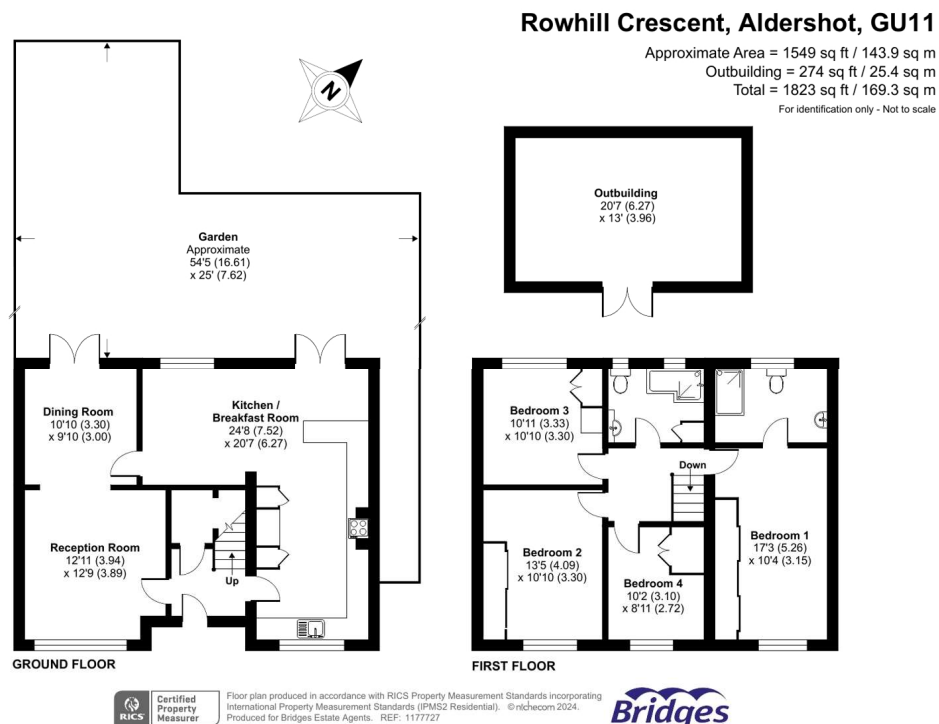 Rowhill Crescent, Aldershot, GU11
Approximate Area = 1549 sq ft / 143.9 sq m
Outbuilding = 274 sq ft / 25.4 sq m
Total = 1823 sq ft / 169.3 sq m
For identification only - Not to scale
N
Outbuilding
20'7 (6.27)
x 13' (3.96)
Garden
Approximate
54'5 (16.61)
x 25' (7.62)
Dining Room
10'10 (3.30)
x 9'10 (3.00)
Kitchen /
Breakfast Room
24'8 (7.52)
x 20'7 (6.27)
Reception Room
12'11 (3.94)
x 12'9 (3.89)
Up
GROUND FLOOR
Bedroom 3
10'11 (3.33)
x 10'10 (3.30)
Down
Bedroom 2
13'5 (4.09)
x 10'10 (3.30)
Bedroom 4
10'2 (3.10)
x 8'11 (2.72)
Bedroom 1
17'3 (5.26)
x 10'4 (3.15)
FIRST FLOOR
RICS
Certified
Property
Measurer
Floor plan produced in accordance with RICS Property Measurement Standards incorporating
International Property Measurement Standards (IPMS2 Residential). © nichecom 2024.
Produced for Bridges Estate Agents. REF: 1177727
Bridges